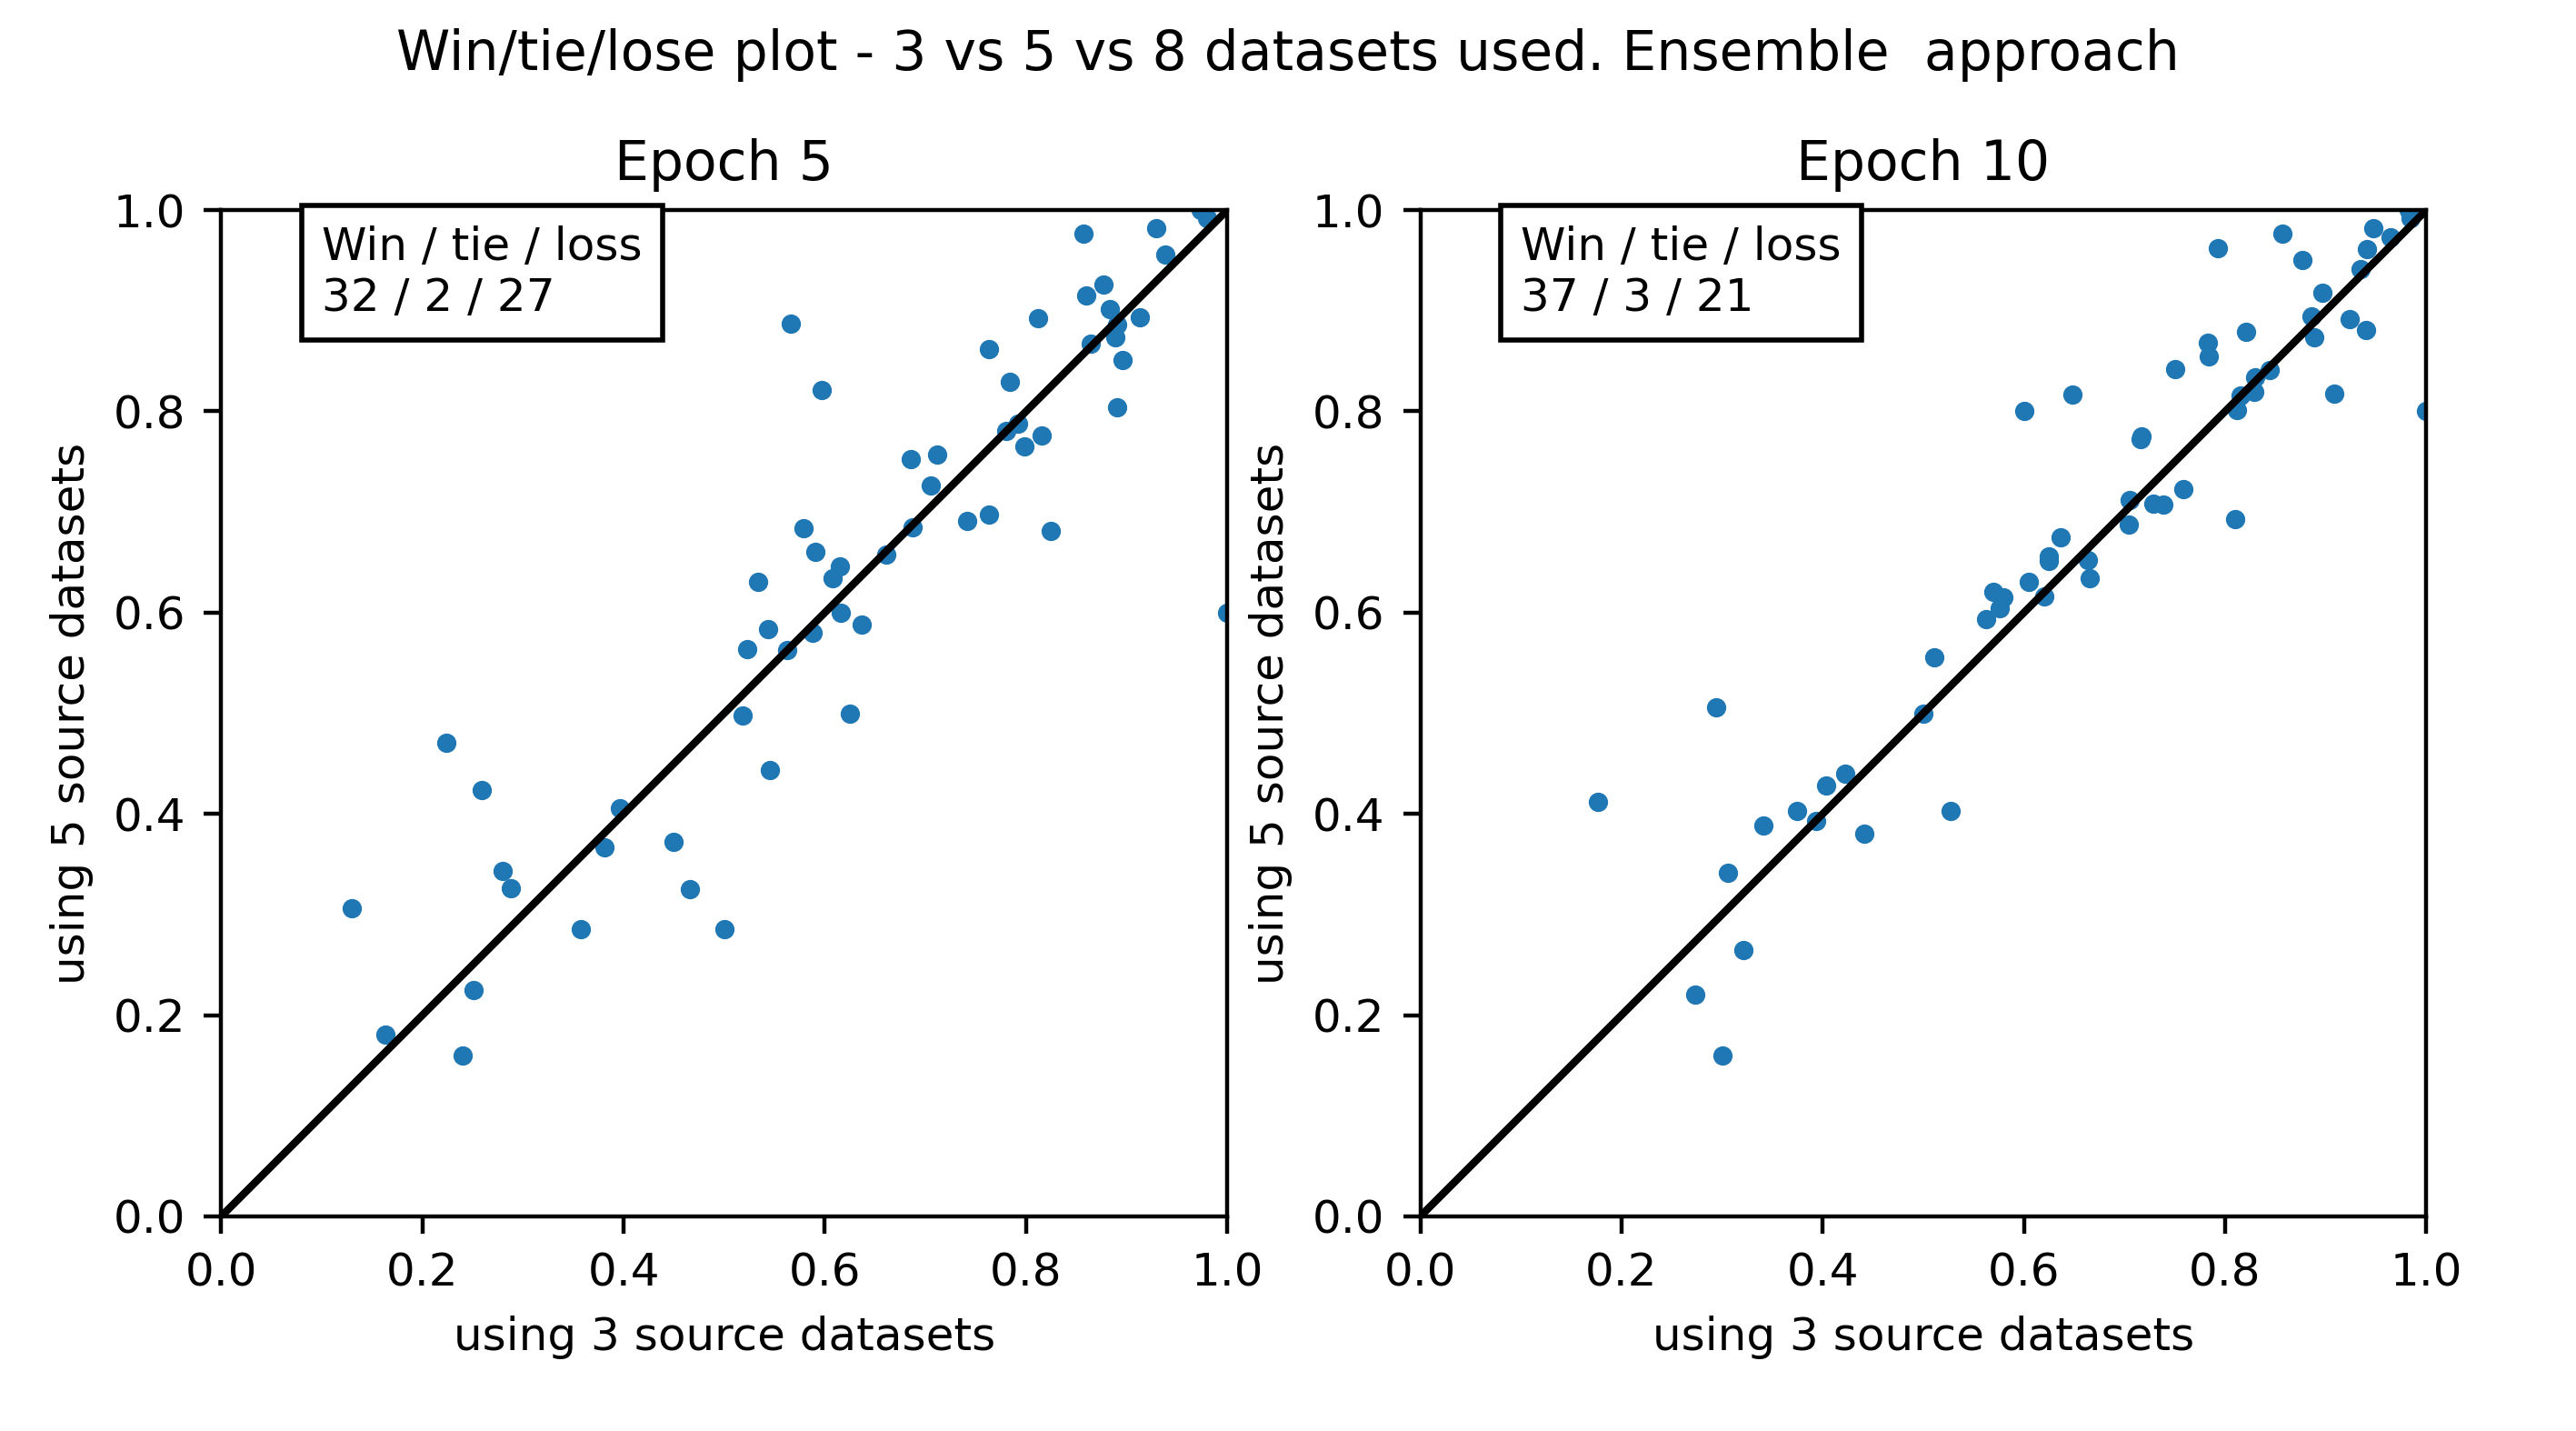 Win/tie/lose plot - 3 vs 5 vs 8 datasets used. Ensemble  approach
Epoch 5
Win / tie / loss
32 / 2 / 27
using 5 source datasets
1.0
0.8
0.6
0.4
0.2
0.0
0.0 0.2 0.4 0.6 0.8 1.0
using 3 source datasets
Epoch 10
Win / tie / loss
37 / 3 / 21
using 5 source datasets
1.0
0.8
0.6
0.4
0.2
0.0
0.0 0.2 0.4 0.6 0.8 1.0
using 3 source datasets